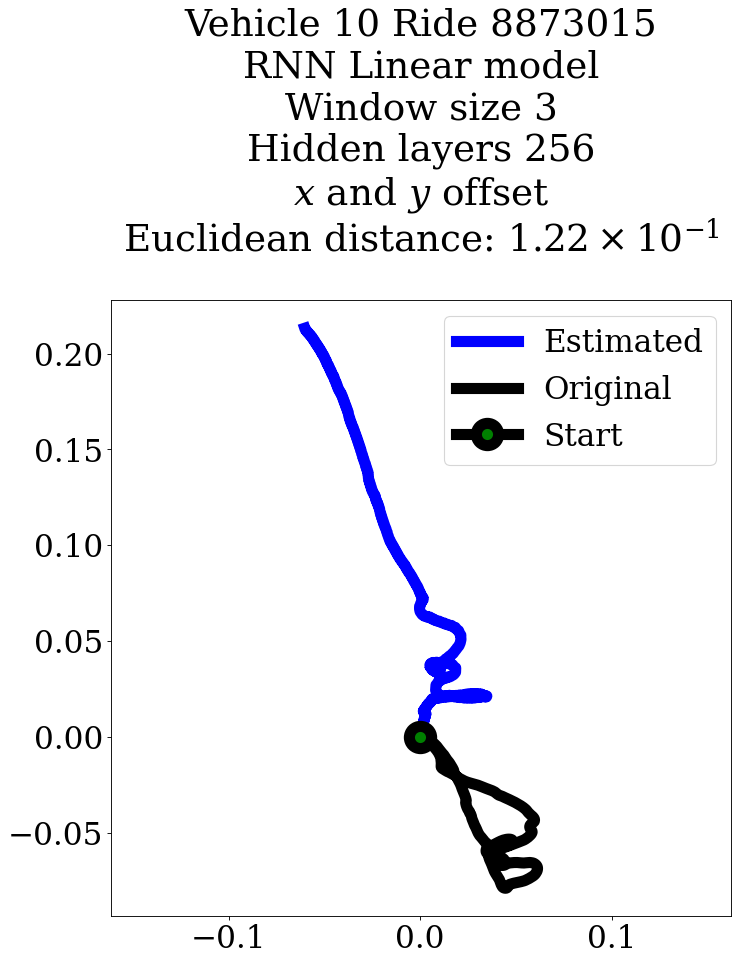 Vehicle 10 Ride 8873015
RNN Linear model
Window size 3
Hidden layers 256
x and y offset
Euclidean distance: 1.22 × 10⁻¹
Estimated
Original
Start
0.20
0.15
0.10
0.05
0.00
−0.05
−0.1
0.0
0.1